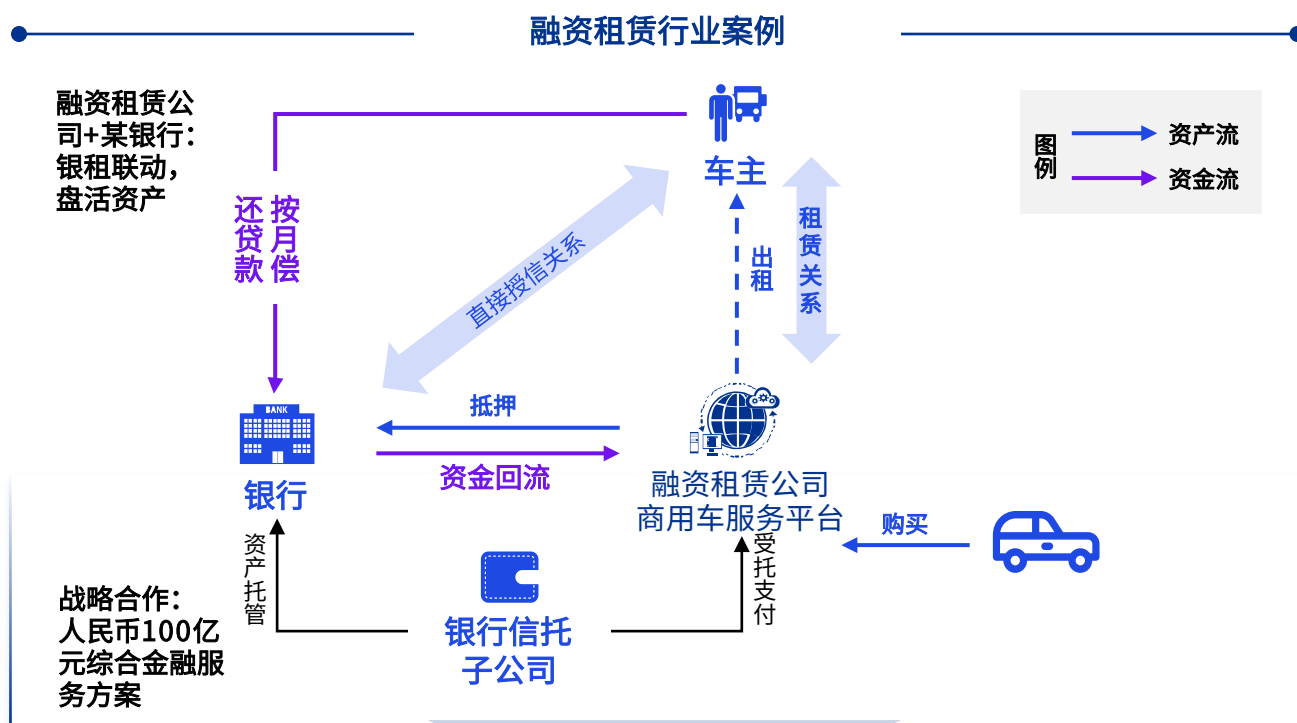 融资租赁行业案例
融资租赁公
司+某银行：
银租联动，
盘活资产
车主
图例
资产流
资金流
按月偿
还贷款
直接授信关系
出租
租赁关系
BANK
银行
抵押
资金回流
融资租赁公司
商用车服务平台
购买
资产托管
受托支付
银行信托
子公司
战略合作：
人民币100亿
元综合金融服
务方案